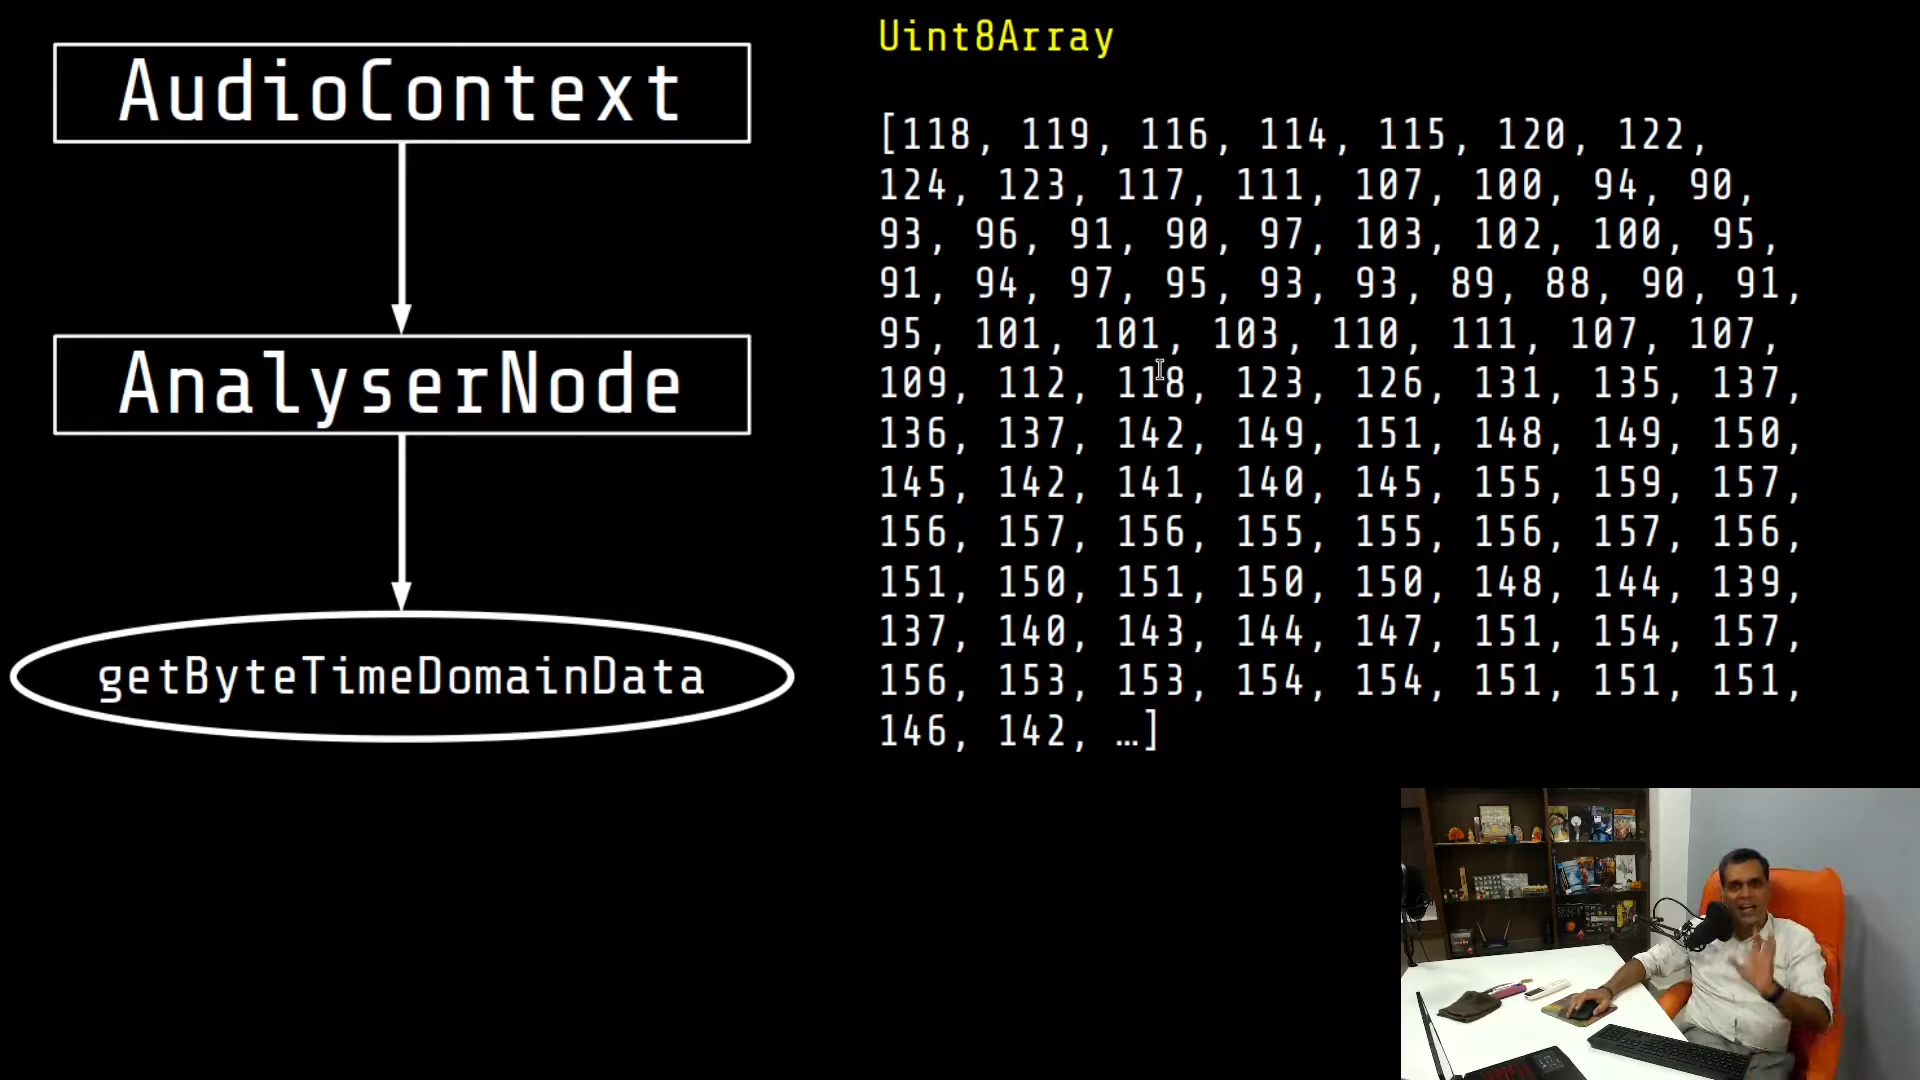 AudioContext
AnalyserNode
getByteTimeDomainData
Uint8Array
[118, 119, 116, 114, 115, 120, 122,
124, 123, 117, 111, 107, 100, 94, 90,
93, 96, 91, 90, 97, 103, 102, 100, 95,
91, 94, 97, 95, 93, 93, 89, 88, 90, 91,
95, 101, 101, 103, 110, 111, 107, 107,
109, 112, 118, 123, 126, 131, 135, 137,
136, 137, 142, 149, 151, 148, 149, 150,
145, 142, 141, 140, 145, 155, 159, 157,
156, 157, 156, 155, 155, 156, 157, 156,
151, 150, 151, 150, 150, 148, 144, 139,
137, 140, 143, 144, 147, 151, 154, 157,
156, 153, 153, 154, 154, 151, 151, 151,
146, 142, …]